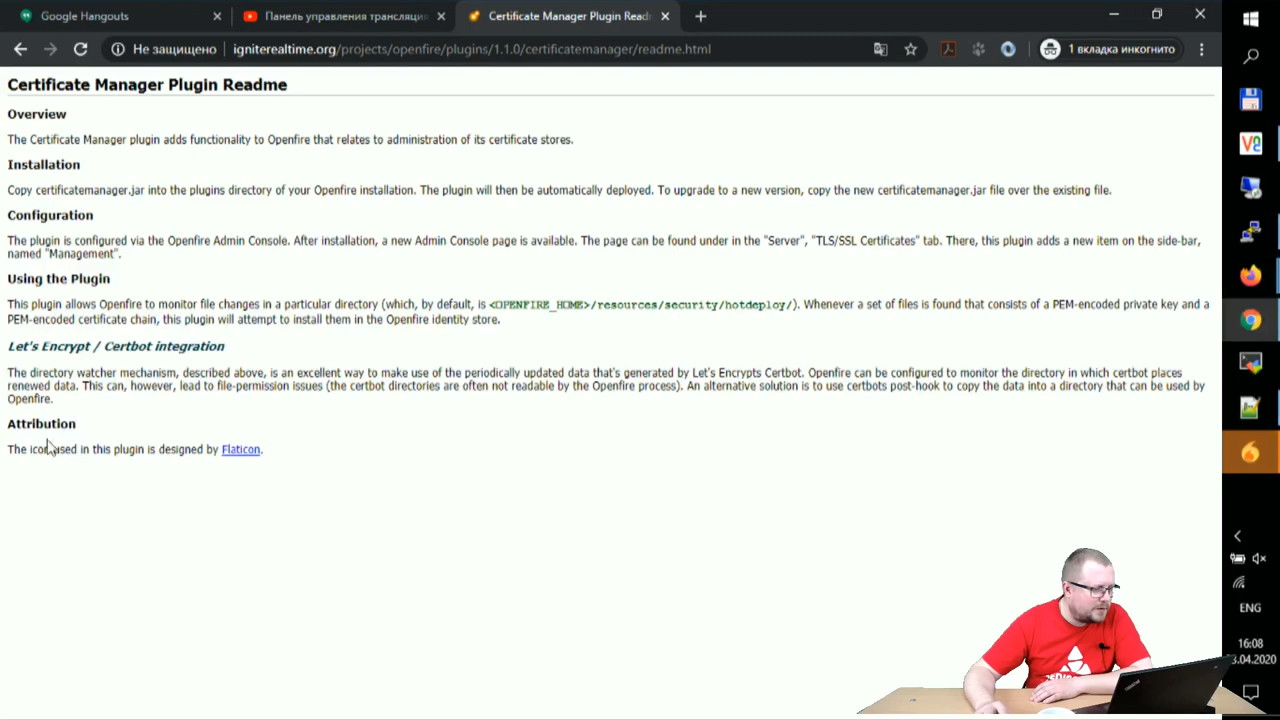 Google Hangouts
Панель управления трансляцие
Certificate Manager Plugin Read
Не защищено
igniterealtime.org/projects/openfire/plugins/1.1.0/certificatemanager/readme.html
1 вкладка инкогнито
Certificate Manager Plugin Readme
Overview
The Certificate Manager plugin adds functionality to Openfire that relates to administration of its certificate stores.
Installation
Copy certificatemanager.jar into the plugins directory of your Openfire installation. The plugin will then be automatically deployed. To upgrade to a new version, copy the new certificatemanager.jar file over the existing file.
Configuration
The plugin is configured via the Openfire Admin Console. After installation, a new Admin Console page is available. The page can be found under in the "Server", "TLS/SSL Certificates" tab. There, this plugin adds a new item on the side-bar,
named "Management".
Using the Plugin
This plugin allows Openfire to monitor file changes in a particular directory (which, by default, is <OPENFIRE_HOME>/resources/security/hotdeploy/). Whenever a set of files is found that consists of a PEM-encoded private key and a
PEM-encoded certificate chain, this plugin will attempt to install them in the Openfire identity store.
Let's Encrypt / Certbot integration
The directory watcher mechanism, described above, is an excellent way to make use of the periodically updated data that's generated by Let's Encrypts Certbot. Openfire can be configured to monitor the directory in which certbot places
renewed data. This can, however, lead to file-permission issues (the certbot directories are often not readable by the Openfire process). An alternative solution is to use certbots post-hook to copy the data into a directory that can be used by
Openfire.
Attribution
The icon used in this plugin is designed by Flaticon.
ENG
16:08
3.04.2020